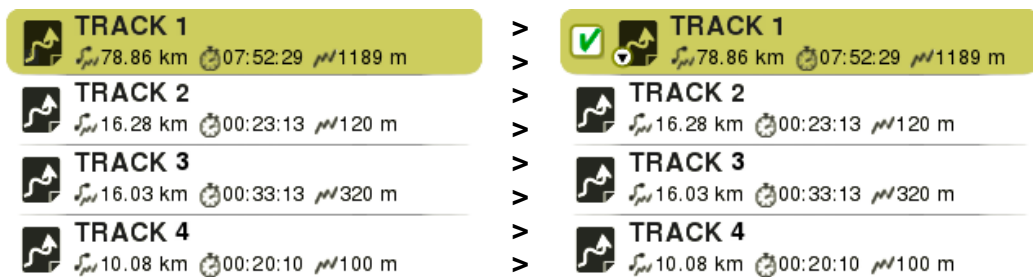 TRACK 1
78.86 km 07:52:29 1189 m
TRACK 2
16.28 km 00:23:13 120 m
TRACK 3
16.03 km 00:33:13 320 m
TRACK 4
10.08 km 00:20:10 100 m
>
>
>
>
>
>
>
>
TRACK 1
78.86 km 07:52:29 1189 m
TRACK 2
16.28 km 00:23:13 120 m
TRACK 3
16.03 km 00:33:13 320 m
TRACK 4
10.08 km 00:20:10 100 m